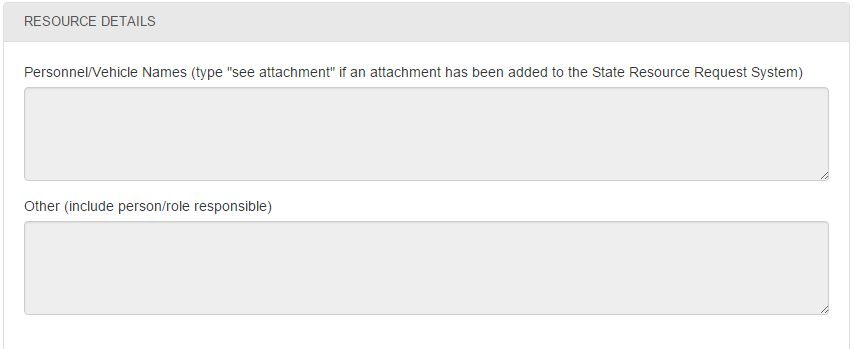 RESOURCE DETAILS
Personnel/Vehicle Names (type "see attachment" if an attachment has been added to the State Resource Request System)
Other (include person/role responsible)